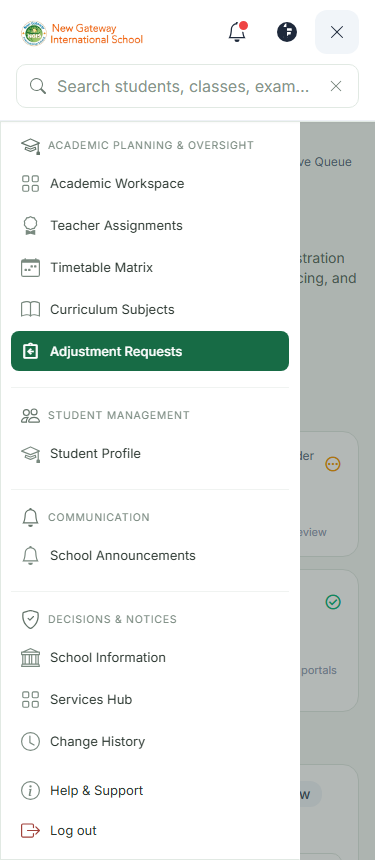 New Gateway
International School
Search students, classes, exam...
ve Queue
ACADEMIC PLANNING & OVERSIGHT
Academic Workspace
Teacher Assignments
stration
Timetable Matrix
cing, and
Curriculum Subjects
Adjustment Requests
STUDENT MANAGEMENT
Student Profile
der
COMMUNICATION
eview
School Announcements
DECISIONS & NOTICES
School Information
portals
Services Hub
Change History
Help & Support
w
Log out